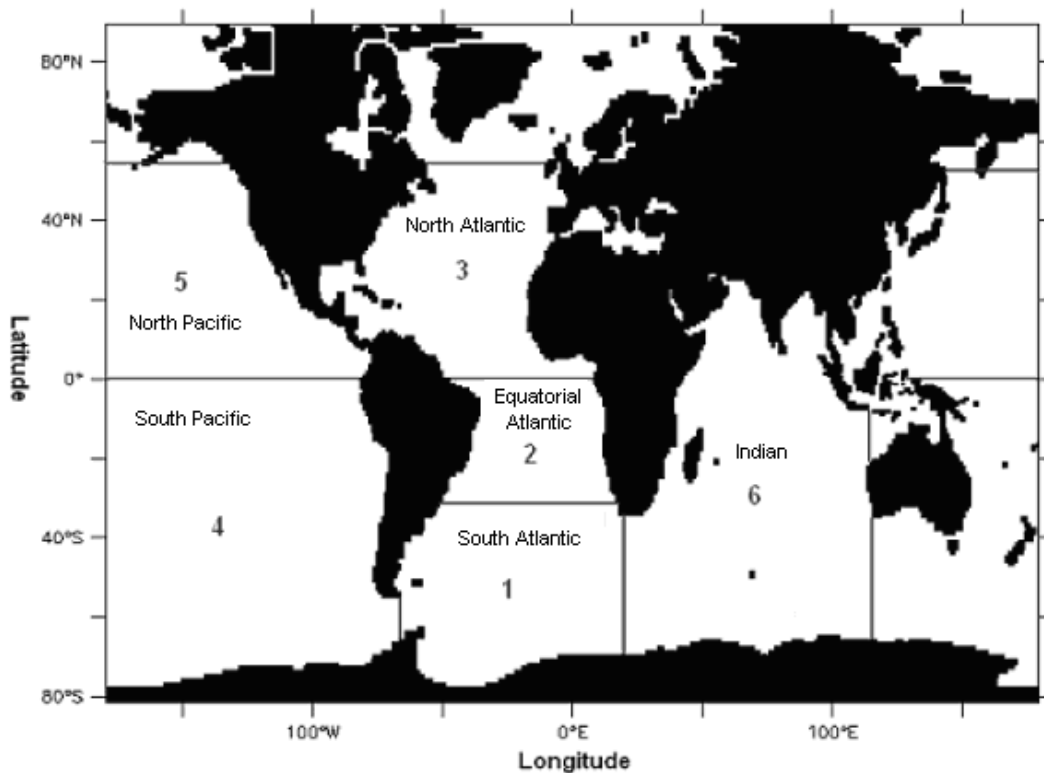 80°N
40°N
0°
40°S
80°S
Latitude
North Atlantic
3
5
North Pacific
South Pacific
Equatorial
Atlantic
2
Indian
6
4
South Atlantic
1
100°W
0°E
100°E
Longitude